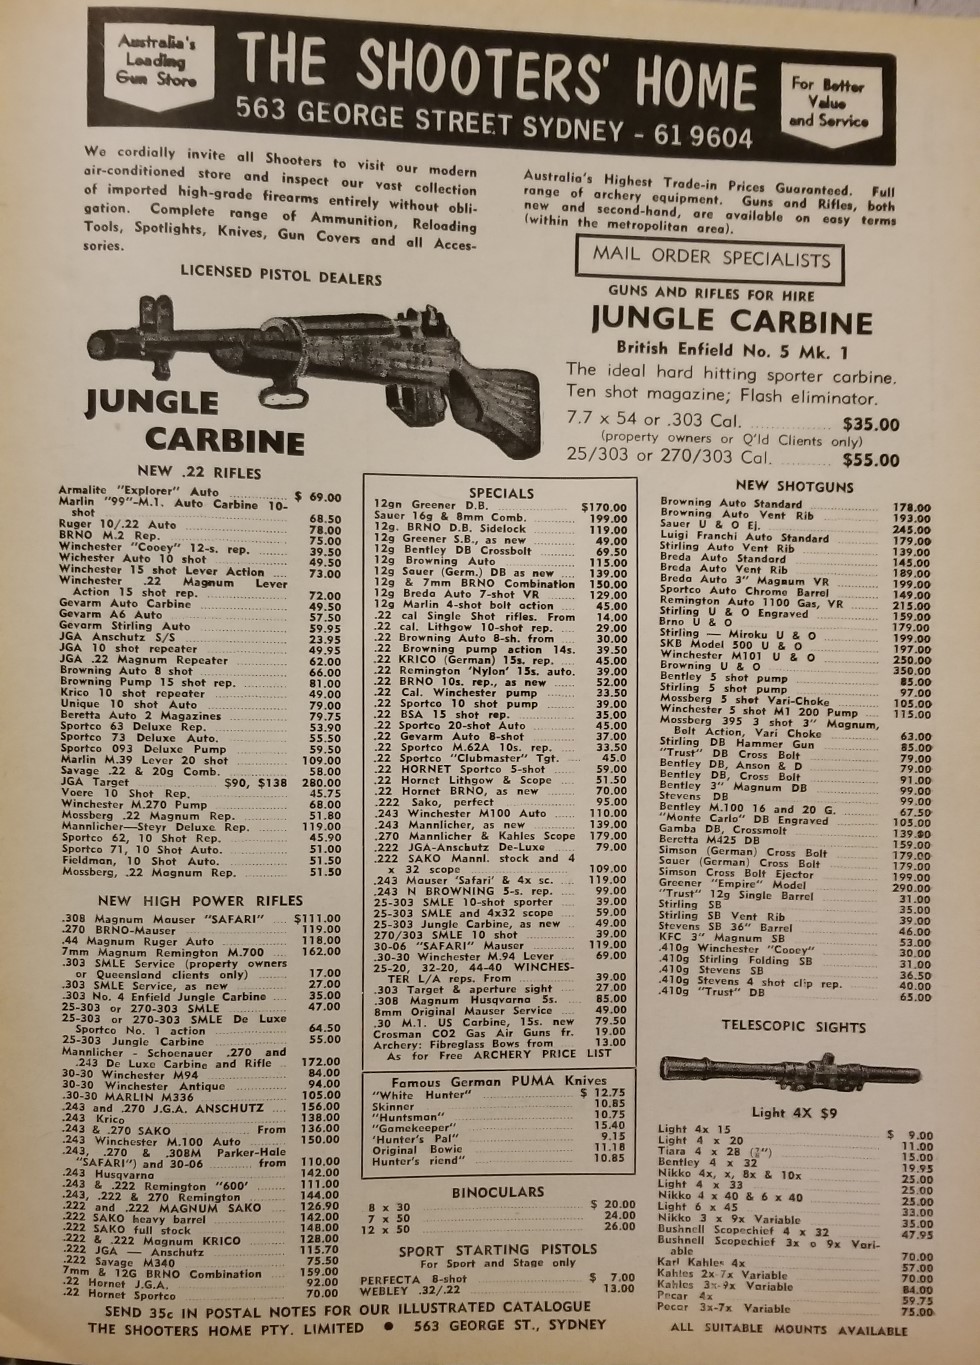 Australia's
Leading
Gun Store
THE SHOOTERS' HOME
563 GEORGE STREET SYDNEY - 61 9604
For Better
Value
and Service
We cordially invite all Shooters to visit our modern
air-conditioned store and inspect our vast collection
of imported high-grade firearms entirely without obli-
gation. Complete range of Ammunition, Reloading
Tools, Spotlights, Knives, Gun Covers and all Acces-
sories.
Australia's Highest Trade-in Prices Guaranteed. Full
range of archery equipment. Guns and Rifles, both
new and second-hand, are available on easy terms
(within the metropolitan area).
LICENSED PISTOL DEALERS
MAIL ORDER SPECIALISTS
GUNS AND RIFLES FOR HIRE
JUNGLE CARBINE
British Enfield No. 5 Mk. 1
The ideal hard hitting sporter carbine.
Ten shot magazine; Flash eliminator.
7.7 x 54 or .303 Cal. $35.00
(property owners or Q'ld Clients only)
25/303 or 270/303 Cal. $55.00
JUNGLE
CARBINE
NEW .22 RIFLES
Armalite "Explorer" Auto $ 69.00
Marlin "99"-M.1. Auto Carbine 10-
shot 68.50
Ruger 10/.22 Auto 78.00
BRNO M.2 Rep. 75.00
Winchester "Cooey" 12-s. rep. 39.50
Wichester Auto 10 shot 49.50
Winchester 15 shot Lever Action 73.00
Winchester .22 Magnum Lever
Action 15 shot rep. 72.00
Gevarm Auto Carbine 49.50
Gevarm A6 Auto 57.50
Gevarm Stirling Auto 59.95
JGA Anschutz S/S 23.95
JGA 10 shot repeater 49.95
JGA .22 Magnum Repeater 62.00
Browning Auto 8 shot 66.00
Browning Pump 15 shot rep. 81.00
Krico 10 shot repeater 49.00
Unique 10 shot Auto 79.00
Beretta Auto 2 Magazines 79.75
Sportco 63 Deluxe Rep. 53.90
Sportco 73 Deluxe Auto. 55.50
Sportco 093 Deluxe Pump 59.50
Marlin M.39 Lever 20 shot 109.00
Savage .22 & 20g Comb. 58.00
JGA Target $90, $138 280.00
Voere 10 Shot Rep. 45.75
Winchester M.270 Pump 68.00
Mossberg .22 Magnum Rep. 51.80
Mannlicher—Steyr Deluxe Rep. 119.00
Sportco 62, 10 Shot Rep. 45.90
Sportco 71, 10 Shot Auto. 51.00
Fieldman, 10 Shot Auto. 51.50
Mossberg, .22 Magnum Rep. 51.50
NEW HIGH POWER RIFLES
.308 Magnum Mauser "SAFARI" $111.00
.270 BRNO-Mauser 119.00
.44 Magnum Ruger Auto 118.00
7mm Magnum Remington M.700 162.00
.303 SMLE Service (property owners
or Queensland clients only) 17.00
.303 SMLE Service, as new 27.00
.303 No. 4 Enfield Jungle Carbine 35.00
25-303 or 270-303 SMLE 47.00
25-303 or 270-303 SMLE De Luxe
Sportco No. 1 action 64.50
25-303 Jungle Carbine 55.00
Mannlicher - Schoenauer .270 and
.243 De Luxe Carbine and Rifle 172.00
30-30 Winchester M94 84.00
30-30 Winchester Antique 94.00
.30-30 MARLIN M336 105.00
.243 and .270 J.G.A. ANSCHUTZ 156.00
.243 Krico 138.00
.243 & .270 SAKO From 136.00
.243 Winchester M.100 Auto 150.00
.243, .270 & .308M Parker-Hale
"SAFARI") and 30-06 from 110.00
.243 Husqvarna 142.00
.243 & .222 Remington "600' 111.00
.243, .222 & 270 Remington 144.00
.222 and .222 MAGNUM SAKO 126.90
.222 SAKO heavy barrel 142.00
.222 SAKO full stock 148.00
.222 & .222 Magnum KRICO 128.00
.222 JGA — Anschutz 115.70
.222 Savage M340 75.50
7mm & 12G BRNO Combination 159.00
.22 Hornet J.G.A. 92.00
.22 Hornet Sportco 70.00
SPECIALS
12gn Greener D.B. $170.00
Sauer 16g & 8mm Comb. 199.00
12g. BRNO D.B. Sidelock 119.00
12g Greener S.B., as new 49.00
12g Bentley DB Crossbolt 69.50
12g Browning Auto 115.00
12g Sauer (Germ.) DB as new 139.00
12g & 7mm BRNO Combination 150.00
12g Breda Auto 7-shot VR 129.00
12g Marlin 4-shot bolt action 45.00
.22 cal Single Shot rifles. From 14.00
.22 cal. Lithgow 10-shot rep. 29.00
.22 Browning Auto 8-sh. from 30.00
.22 Browning pump action 14s. 39.50
.22 KRICO (German) 15s. rep. 45.00
.22 Remington 'Nylon' 15s. auto. 39.00
.22 BRNO 10s. rep., as new 52.00
.22 Cal. Winchester pump 33.50
.22 Sportco 10 shot pump 39.00
.22 BSA 15 shot rep. 35.00
.22 Sportco 20-shot Auto 45.00
.22 Gevarm Auto 8-shot 37.00
.22 Sportco M.62A 10s. rep. 33.50
.22 Sportco "Clubmaster" Tgt. 45.0
.22 HORNET Sportco 5-shot 59.00
.22 Hornet Lithgow & Scope 51.50
.22 Hornet BRNO, as new 70.00
.222 Sako, perfect 95.00
.243 Winchester M100 Auto 110.00
.243 Mannlicher, as new 139.00
.270 Mannlicher & Kahles Scope 179.00
.222 JGA-Anschutz De-Luxe 79.00
.222 SAKO Mannl. stock and 4
x 32 scope 109.00
.243 Mauser 'Safari' & 4x sc. 119.00
.243 N BROWNING 5-s. rep. 99.00
25-303 SMLE 10-shot sporter 39.00
25-303 SMLE and 4x32 scope 59.00
25-303 Jungle Carbine, as new 49.00
270/303 SMLE 10 shot 39.00
30-06 "SAFARI" Mauser 119.00
.30-30 Winchester M.94 Lever 69.00
25-20, 32-20, 44-40 WINCHES-
TER L/A reps. From 39.00
.303 Target & aperture sight 27.00
.308 Magnum Husqvarna 5s. 85.00
8mm Original Mauser Service 49.00
.30 M.1. US Carbine, 15s. new 79.50
Crosman CO2 Gas Air Guns fr. 19.00
Archery: Fibreglass Bows from 13.00
As for Free ARCHERY PRICE LIST
Famous German PUMA Knives
"White Hunter" $ 12.75
Skinner 10.85
"Huntsman" 10.75
"Gamekeeper" 15.40
'Hunter's Pal" 9.15
Original Bowie 11.18
Hunter's riend" 10.85
BINOCULARS
8 x 30 $ 20.00
7 x 50 24.00
12 x 50 26.00
SPORT STARTING PISTOLS
For Sport and Stage only
PERFECTA 8-shot $ 7.00
WEBLEY .32/.22 13.00
NEW SHOTGUNS
Browning Auto Standard 178.00
Browning Auto Vent Rib 193.00
Sauer U & O Ej. 245.00
Luigi Franchi Auto Standard 179.00
Stirling Auto Vent Rib 139.00
Breda Auto Standard 145.00
Breda Auto Vent Rib 189.00
Breda Auto 3" Magnum VR 199.00
Sportco Auto Chrome Barrel 149.00
Remington Auto 1100 Gas, VR 215.00
Stirling U & O Engraved 159.00
Brno U & O 179.00
Stirling — Miroku U & O 199.00
SKB Model 500 U & O 197.00
Winchester M101 U & O 250.00
Browning U & O 350.00
Bentley 5 shot pump 85.00
Stirling 5 shot pump 97.00
Mossberg 5 shot Vari-Choke 105.00
Winchester 5 shot M1 200 Pump 115.00
Mossberg 395 3 shot 3" Magnum,
Bolt Action, Vari Choke 63.00
Stirling DB Hammer Gun 85.00
"Trust" DB Cross Bolt 79.00
Bentley DB, Anson & D 79.00
Bentley DB, Cross Bolt 91.00
Bentley 3" Magnum DB 99.00
Stevens DB 99.00
Bentley M.100 16 and 20 G. 67.50
"Monte Carlo" DB Engraved 105.00
Gamba DB, Crossmolt 139.00
Beretta M425 DB 159.00
Simson (German) Cross Bolt 179.00
Sauer (German) Cross Bolt 179.00
Simson Cross Bolt Ejector 199.00
Greener "Empire" Model 290.00
"Trust" 12g Single Barrel 31.00
Stirling SB 35.00
Stirling SB Vent Rib 39.00
Stevens SB 36" Barrel 46.00
KFC 3" Magnum SB 53.00
.410g Winchester "Cooey" 30.00
.410g Stirling Folding SB 31.00
.410g Stevens SB 36.50
.410g Stevens 4 shot clip rep. 40.00
.410g "Trust" DB 65.00
TELESCOPIC SIGHTS
Light 4X $9
Light 4x 15 $ 9.00
Light 4 x 20 11.00
Tiara 4 x 28 (⅞") 15.00
Bentley 4 x 32 19.95
Nikko 4x, x, 8x & 10x 25.00
Light 4 x 33 25.00
Nikko 4 x 40 & 6 x 40 25.00
Light 6 x 45 33.00
Nikko 3 x 9x Variable 35.00
Bushnell Scopechief 4 x 32 47.95
Bushnell Scopechief 3x o 9x Vari-
able 70.00
Karl Kahles 4x 57.00
Kahles 2x-7x Variable 70.00
Kahles 3x-9x Variable 84.00
Pecar 4x 59.75
Pecor 3x-7x Variable 75.00
SEND 35c IN POSTAL NOTES FOR OUR ILLUSTRATED CATALOGUE
THE SHOOTERS HOME PTY. LIMITED ● 563 GEORGE ST., SYDNEY
ALL SUITABLE MOUNTS AVAILABLE